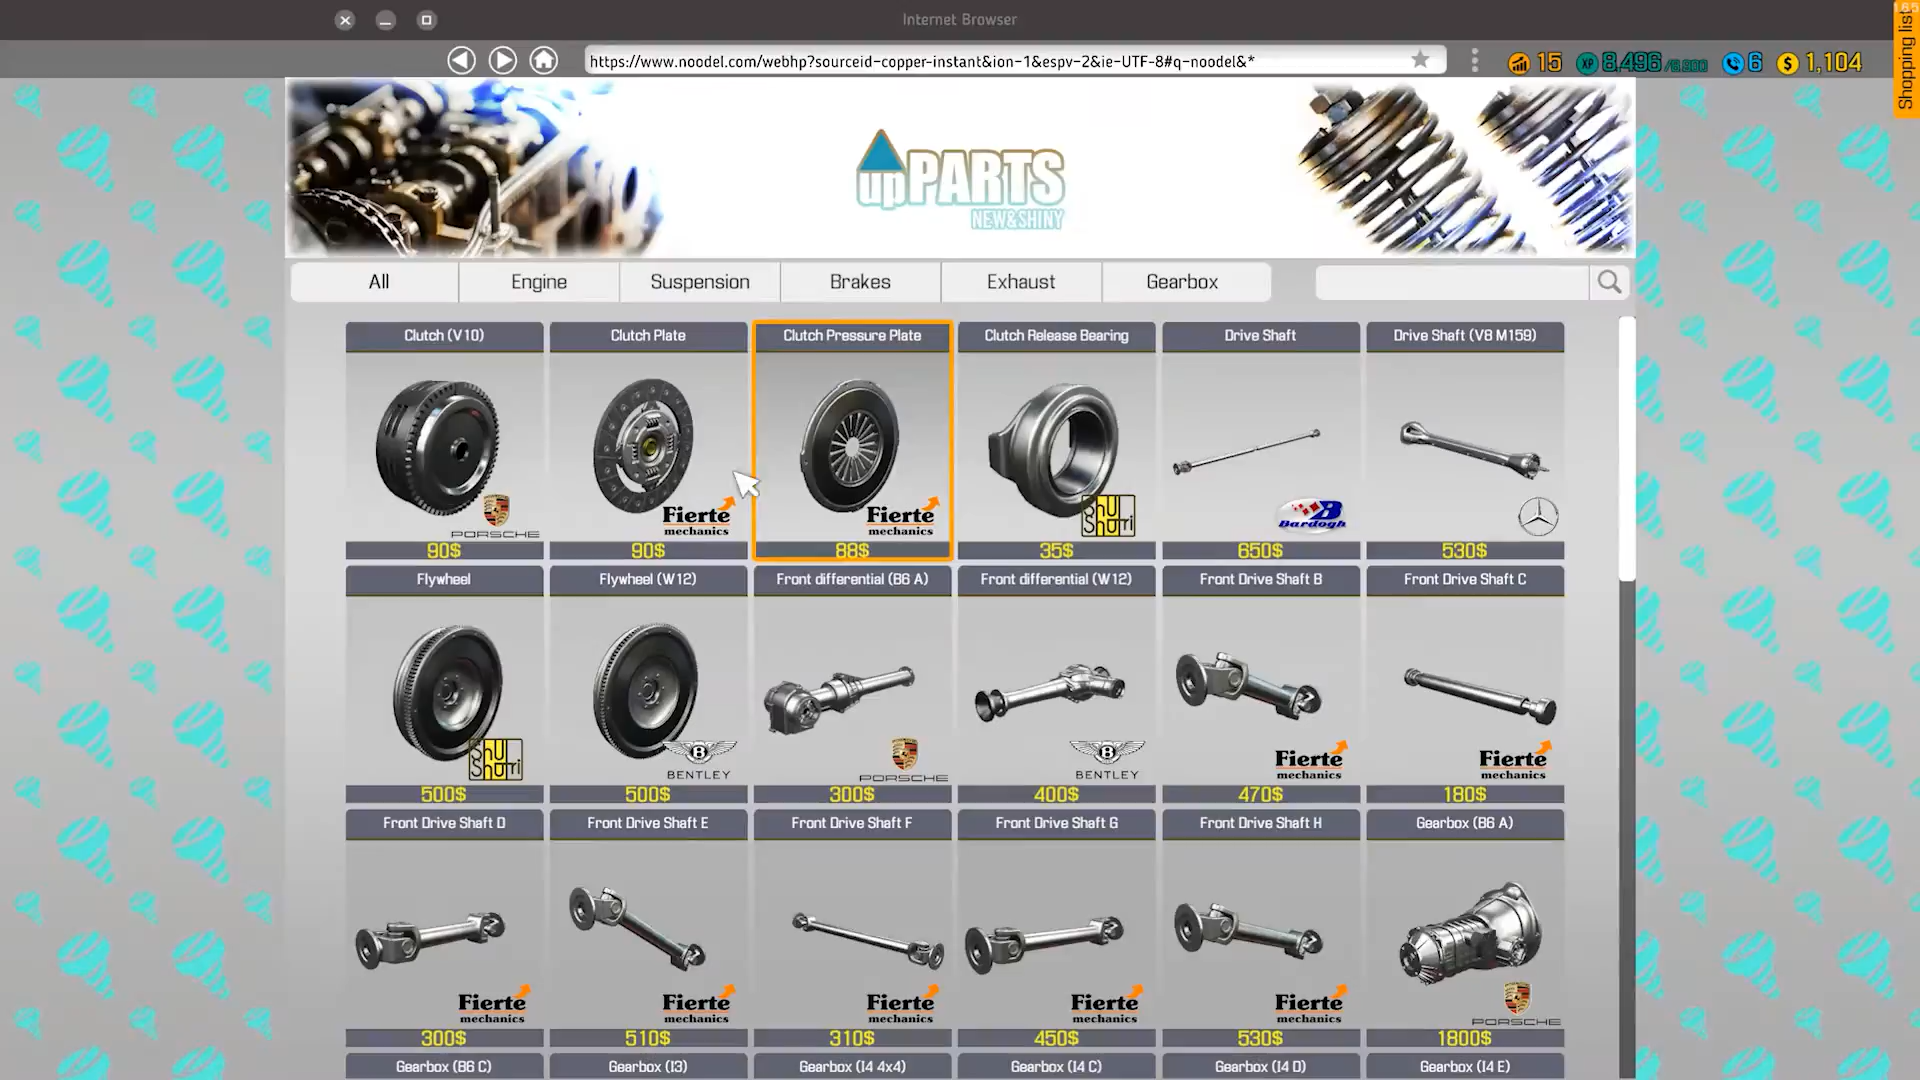 Internet Browser
https://www.noodel.com/webhp?sourceid-copper-instant&ion-1&espv-2&ie-UTF-8#q-noodel&*
15
XP 8,496
6
$ 1,104
Shopping list
upPARTS
NEW&SHINY
All
Engine
Suspension
Brakes
Exhaust
Gearbox
Clutch (V10)
Clutch Plate
Clutch Pressure Plate
Clutch Release Bearing
Drive Shaft
Drive Shaft (V8 M159)
PORSCHE
Fierte mechanics
Fierte mechanics
Shul Shutri
Bardogh
90$
90$
88$
35$
650$
530$
Flywheel
Flywheel (W12)
Front differential (B6 A)
Front differential (W12)
Front Drive Shaft B
Front Drive Shaft C
Shul Shutri
B BENTLEY
PORSCHE
B BENTLEY
Fierte mechanics
Fierte mechanics
500$
500$
300$
400$
470$
180$
Front Drive Shaft D
Front Drive Shaft E
Front Drive Shaft F
Front Drive Shaft G
Front Drive Shaft H
Gearbox (B6 A)
Fierte mechanics
Fierte mechanics
Fierte mechanics
Fierte mechanics
Fierte mechanics
PORSCHE
300$
510$
310$
450$
530$
1800$
Gearbox (B6 C)
Gearbox (I3)
Gearbox (I4 4x4)
Gearbox (I4 C)
Gearbox (I4 D)
Gearbox (I4 E)